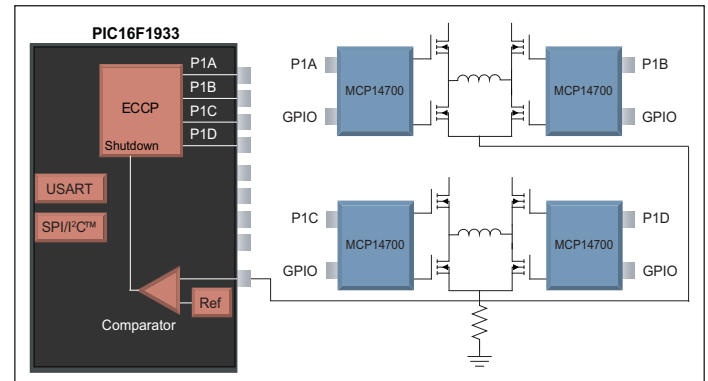 PIC16F1933
P1A
P1B
P1C
P1D
ECCP
Shutdown
USART
SPI/I²C™
Ref
Comparator
P1A
MCP14700
GPIO
MCP14700
P1B
GPIO
P1C
MCP14700
GPIO
MCP14700
P1D
GPIO